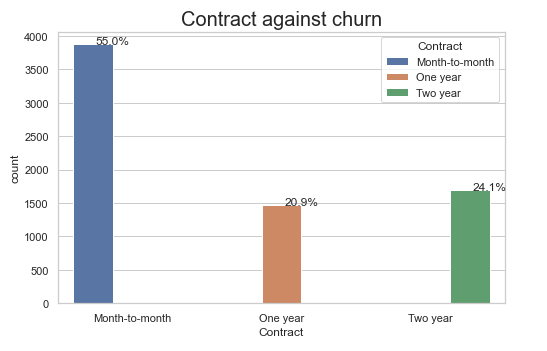 Contract against churn
4000
3500
3000
2500
2000
1500
1000
500
0
count
55.0%
20.9%
24.1%
Contract
Month-to-month
One year
Two year
Month-to-month
One year
Two year
Contract